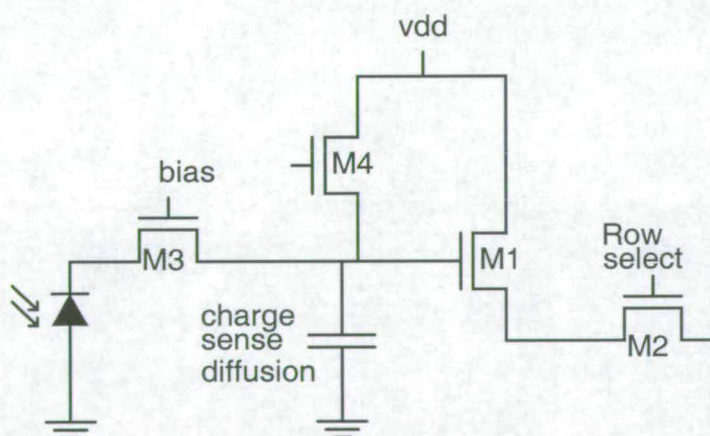 vdd
M4
bias
M3
M1
Row
select
M2
charge
sense
diffusion